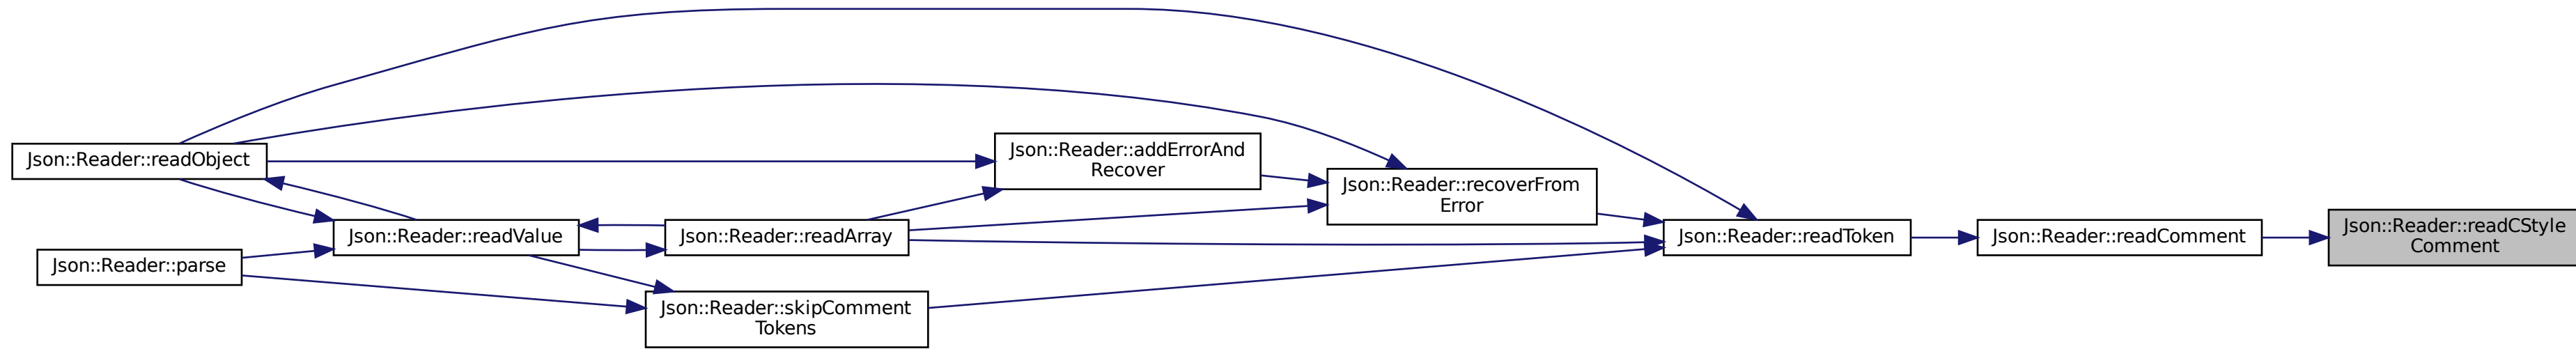 Json::Reader::readObject
Json::Reader::parse
Json::Reader::readValue
Json::Reader::readArray
Json::Reader::skipComment
Tokens
Json::Reader::addErrorAnd
Recover
Json::Reader::recoverFrom
Error
Json::Reader::readToken
Json::Reader::readComment
Json::Reader::readCStyle
Comment